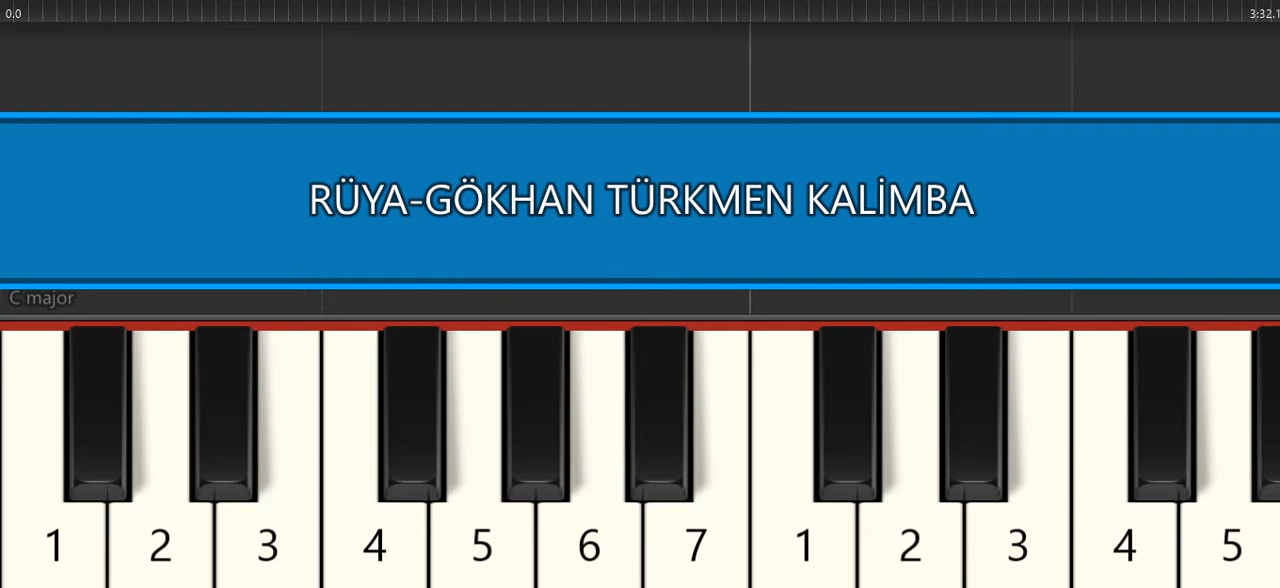 0,0 3:32.1
RÜYA-GÖKHAN TÜRKMEN KALİMBA
C major
1 2 3 4 5 6 7 1 2 3 4 5